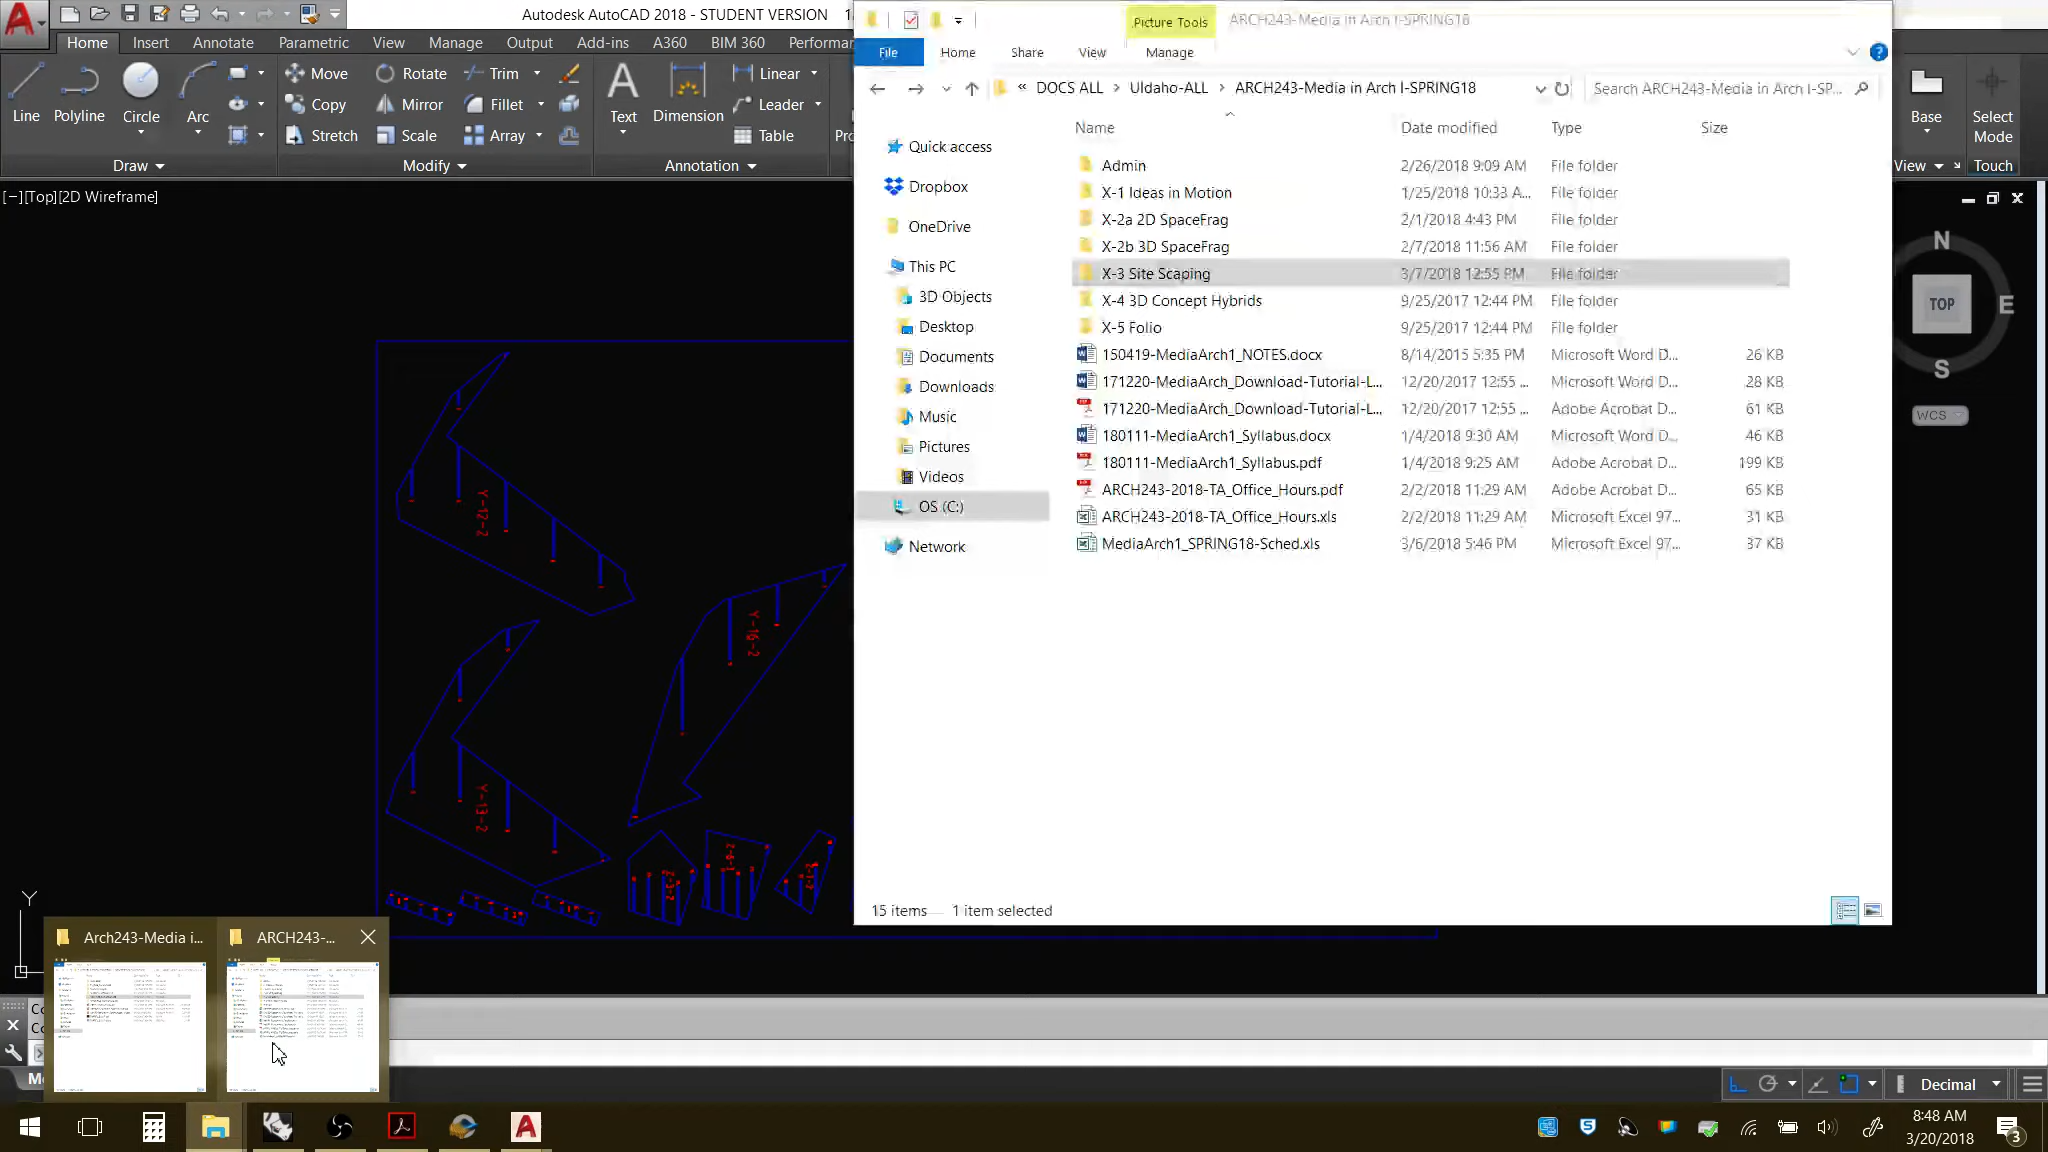 Autodesk AutoCAD 2018 - STUDENT VERSION
Home Insert Annotate Parametric View Manage Output Add-ins A360 BIM 360 Performan
Line Polyline Circle Arc
Move Rotate Trim
Copy Mirror Fillet
Stretch Scale Array
Text Dimension
Linear
Leader
Table
Draw Modify Annotation
Base
Select Mode
View Touch
[−][Top][2D Wireframe]
Picture Tools ARCH243-Media in Arch I-SPRING18
File Home Share View Manage
« DOCS ALL > UIdaho-ALL > ARCH243-Media in Arch I-SPRING18
Search ARCH243-Media in Arch I-SP...
Name Date modified Type Size
Quick access
Dropbox
OneDrive
This PC
3D Objects
Desktop
Documents
Downloads
Music
Pictures
Videos
OS (C:)
Network
Admin 2/26/2018 9:09 AM File folder
X-1 Ideas in Motion 1/25/2018 10:33 A... File folder
X-2a 2D SpaceFrag 2/1/2018 4:43 PM File folder
X-2b 3D SpaceFrag 2/7/2018 11:56 AM File folder
X-3 Site Scaping 3/7/2018 12:55 PM File folder
X-4 3D Concept Hybrids 9/25/2017 12:44 PM File folder
X-5 Folio 9/25/2017 12:44 PM File folder
150419-MediaArch1_NOTES.docx 8/14/2015 5:35 PM Microsoft Word D... 26 KB
171220-MediaArch_Download-Tutorial-L... 12/20/2017 12:55 ... Microsoft Word D... 28 KB
171220-MediaArch_Download-Tutorial-L... 12/20/2017 12:55 ... Adobe Acrobat D... 61 KB
180111-MediaArch1_Syllabus.docx 1/4/2018 9:30 AM Microsoft Word D... 46 KB
180111-MediaArch1_Syllabus.pdf 1/4/2018 9:25 AM Adobe Acrobat D... 199 KB
ARCH243-2018-TA_Office_Hours.pdf 2/2/2018 11:29 AM Adobe Acrobat D... 65 KB
ARCH243-2018-TA_Office_Hours.xls 2/2/2018 11:29 AM Microsoft Excel 97... 31 KB
MediaArch1_SPRING18-Sched.xls 3/6/2018 5:46 PM Microsoft Excel 97... 37 KB
15 items 1 item selected
N
TOP
E
S
WCS
Y-12-2
Y-16-2
Y-13-2
Y
Arch243-Media i...
ARCH243-...
Decimal
8:48 AM
3/20/2018
3